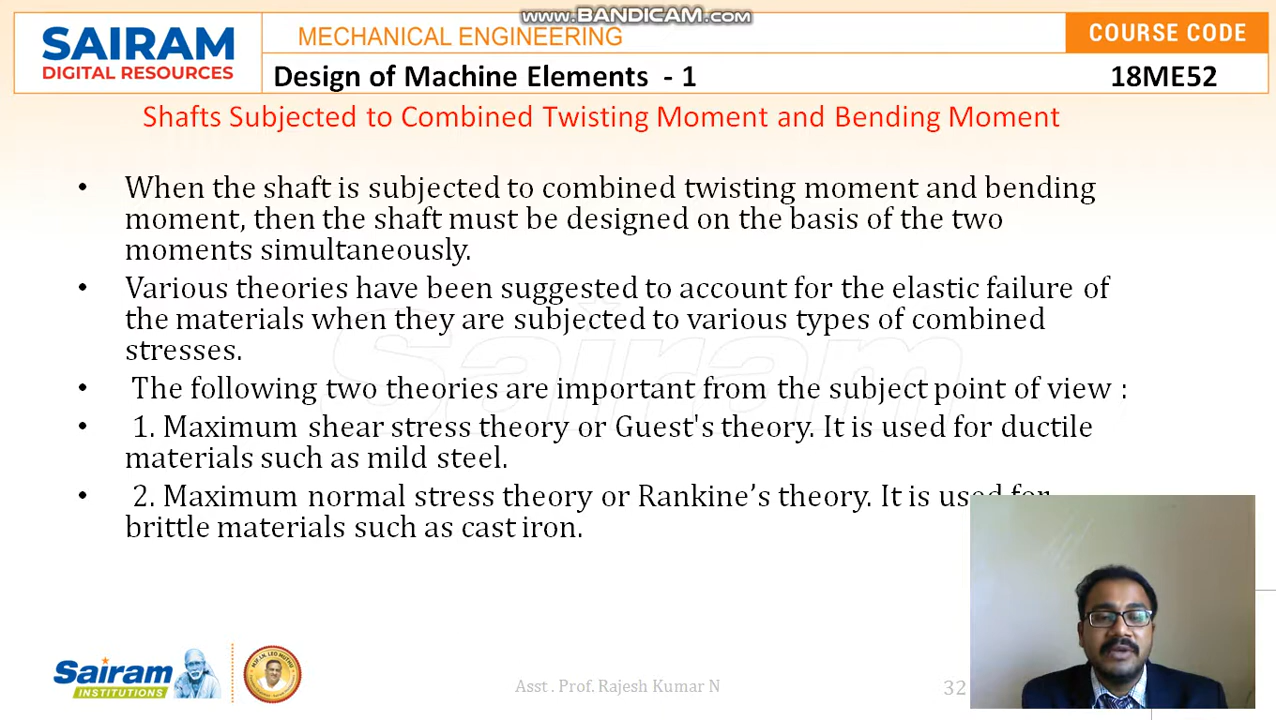 www.BANDICAM.com
SAIRAM
DIGITAL RESOURCES
MECHANICAL ENGINEERING
COURSE CODE
Design of Machine Elements - 1
18ME52
Shafts Subjected to Combined Twisting Moment and Bending Moment
• When the shaft is subjected to combined twisting moment and bending
moment, then the shaft must be designed on the basis of the two
moments simultaneously.
• Various theories have been suggested to account for the elastic failure of
the materials when they are subjected to various types of combined
stresses.
• The following two theories are important from the subject point of view :
• 1. Maximum shear stress theory or Guest's theory. It is used for ductile
materials such as mild steel.
• 2. Maximum normal stress theory or Rankine’s theory. It is used for
brittle materials such as cast iron.
Sairam
Sairam
INSTITUTIONS
Asst . Prof. Rajesh Kumar N
32